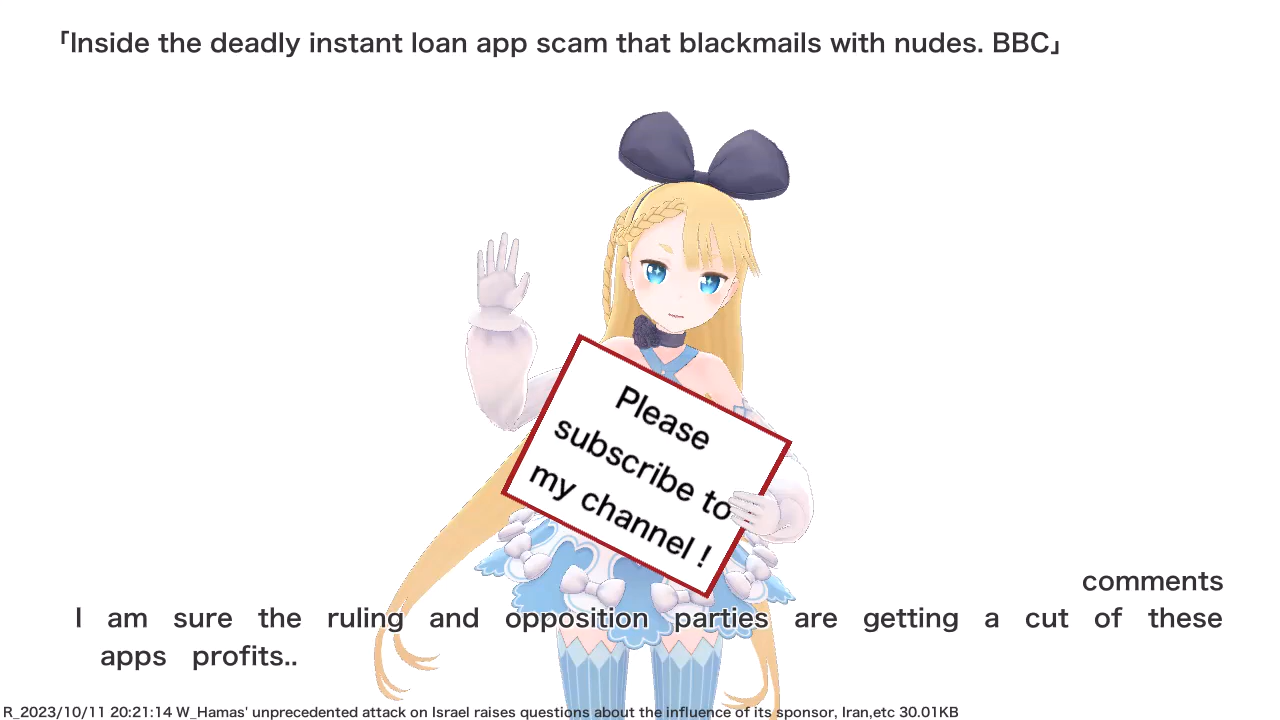 「Inside the deadly instant loan app scam that blackmails with nudes. BBC」
Please
subscribe to
my channel !
comments
I am sure the ruling and opposition parties are getting a cut of these
apps profits..
R_2023/10/11 20:21:14 W_Hamas' unprecedented attack on Israel raises questions about the influence of its sponsor, Iran,etc 30.01KB